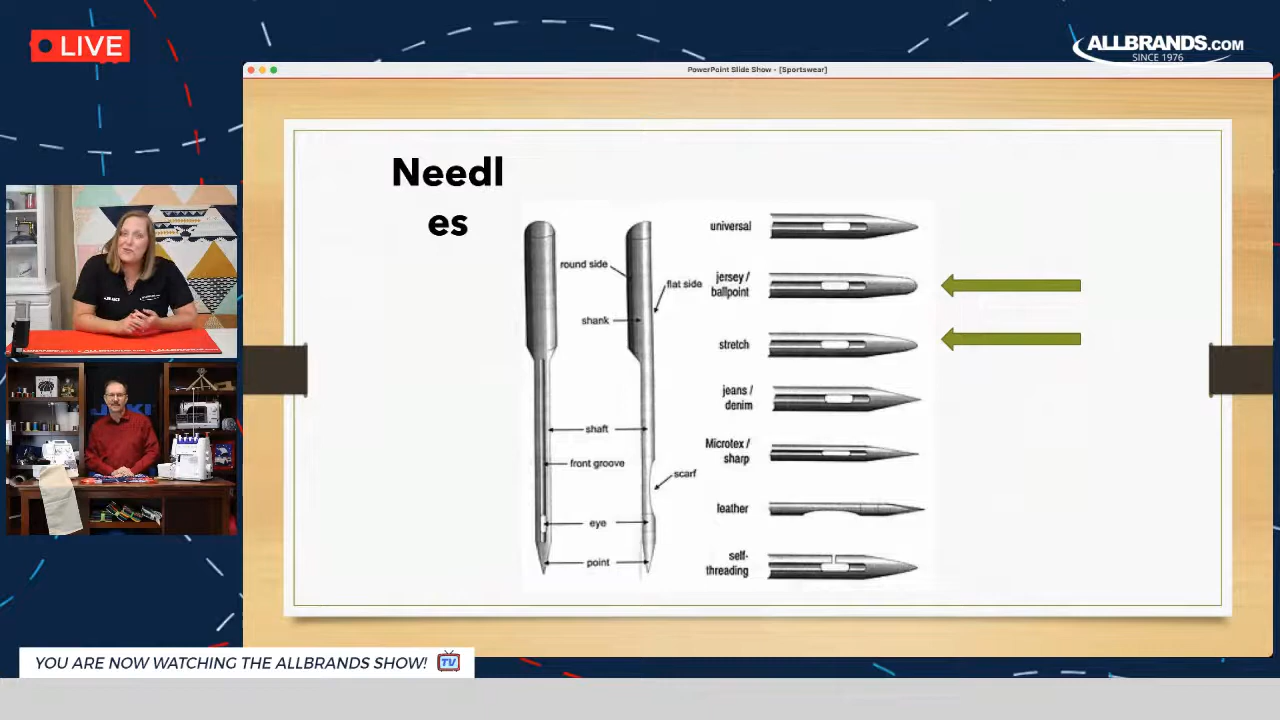 LIVE
ALLBRANDS.COM
SINCE 1976
PowerPoint Slide Show - [Sportswear]
Needl
es
round side
flat side
shank
shaft
front groove
scarf
eye
point
universal
jersey /
ballpoint
stretch
jeans /
denim
Microtex /
sharp
leather
self-
threading
JUKI
YOU ARE NOW WATCHING THE ALLBRANDS SHOW!
TV